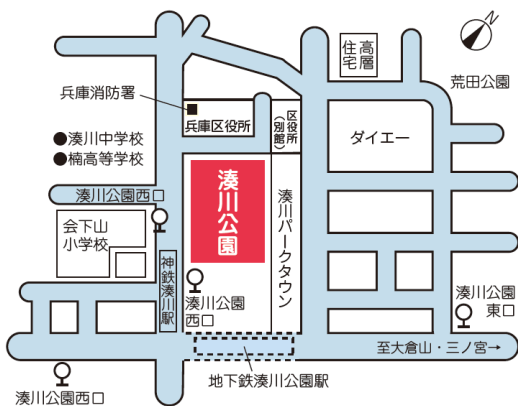 N
高層
住宅
荒田公園
兵庫消防署
兵庫区役所
区役所
(別館)
ダイエー
●湊川中学校
●楠高等学校
湊川公園西口
湊川公園
会下山
小学校
湊川パークタウン
神鉄湊川駅
湊川公園
西口
湊川公園
東口
至大倉山・三ノ宮→
地下鉄湊川公園駅
湊川公園西口